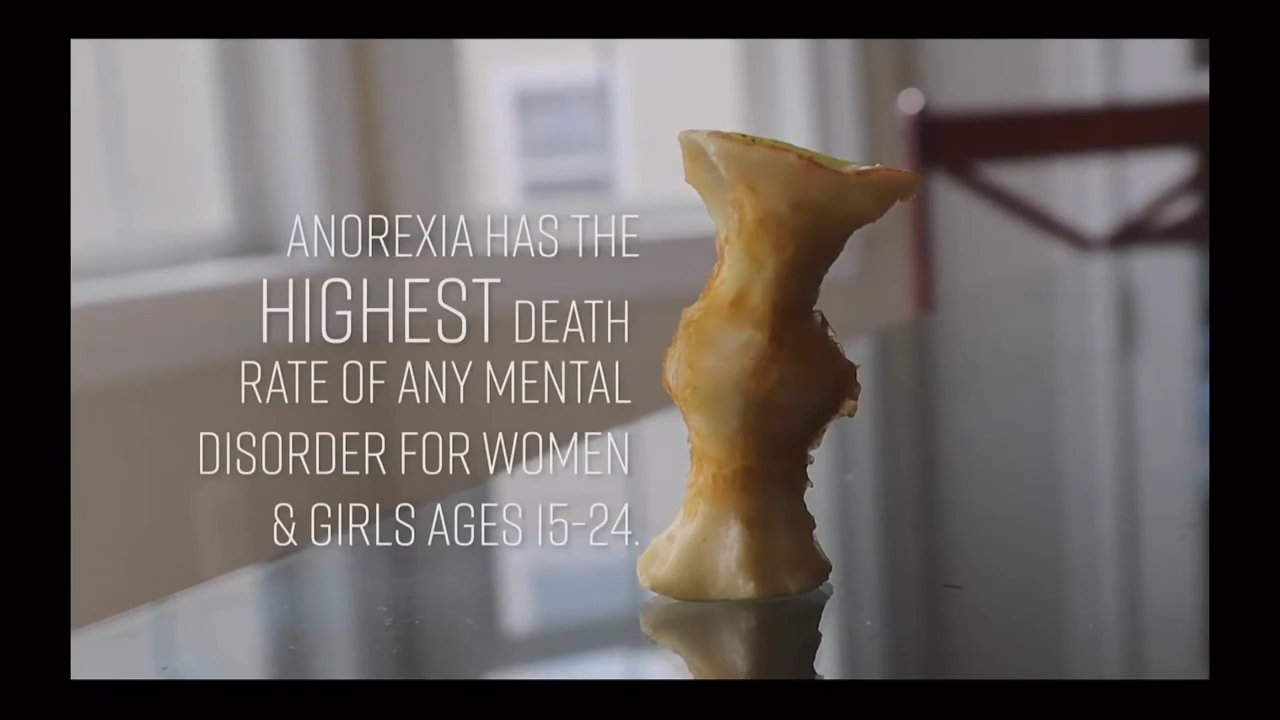 ANOREXIA HAS THE
HIGHEST DEATH
RATE OF ANY MENTAL
DISORDER FOR WOMEN
& GIRLS AGES 15-24.